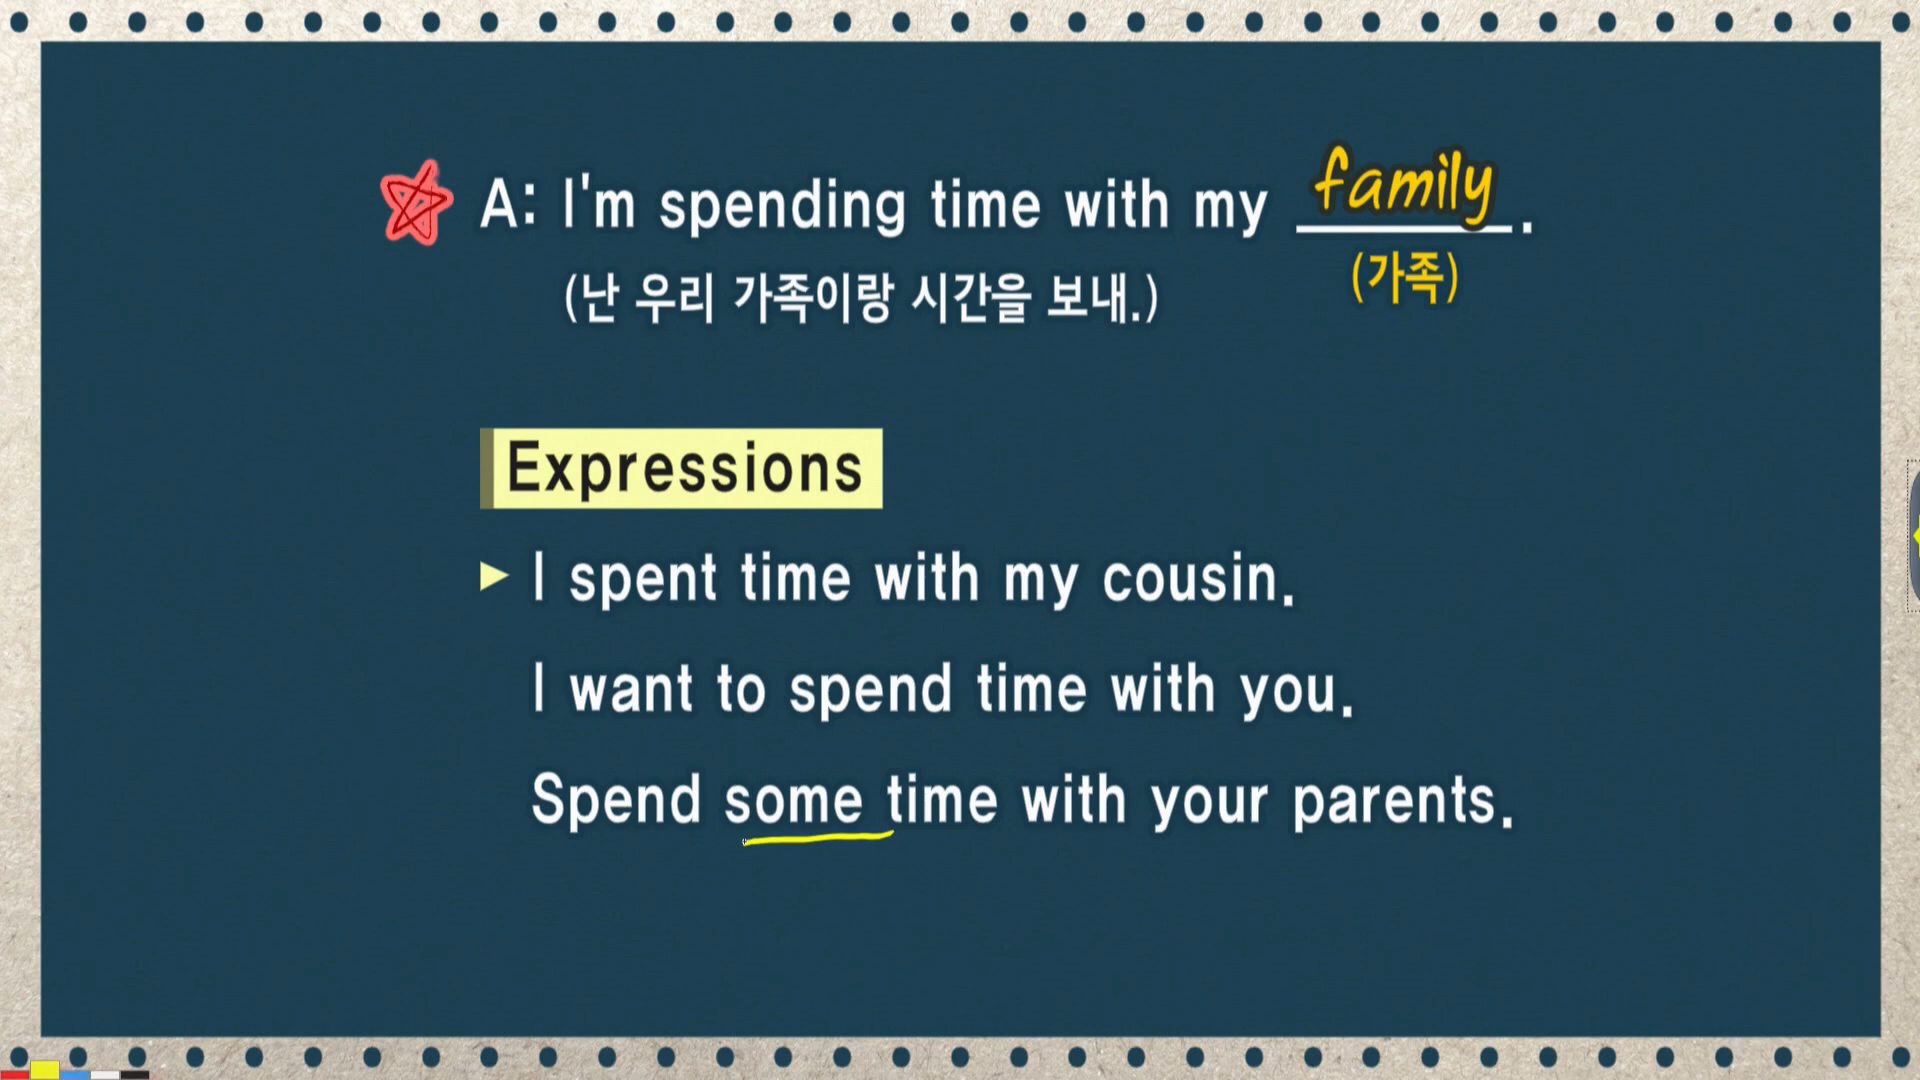 A: I'm spending time with my family.
(가족)
(난 우리 가족이랑 시간을 보내.)
Expressions
I spent time with my cousin.
I want to spend time with you.
Spend some time with your parents.